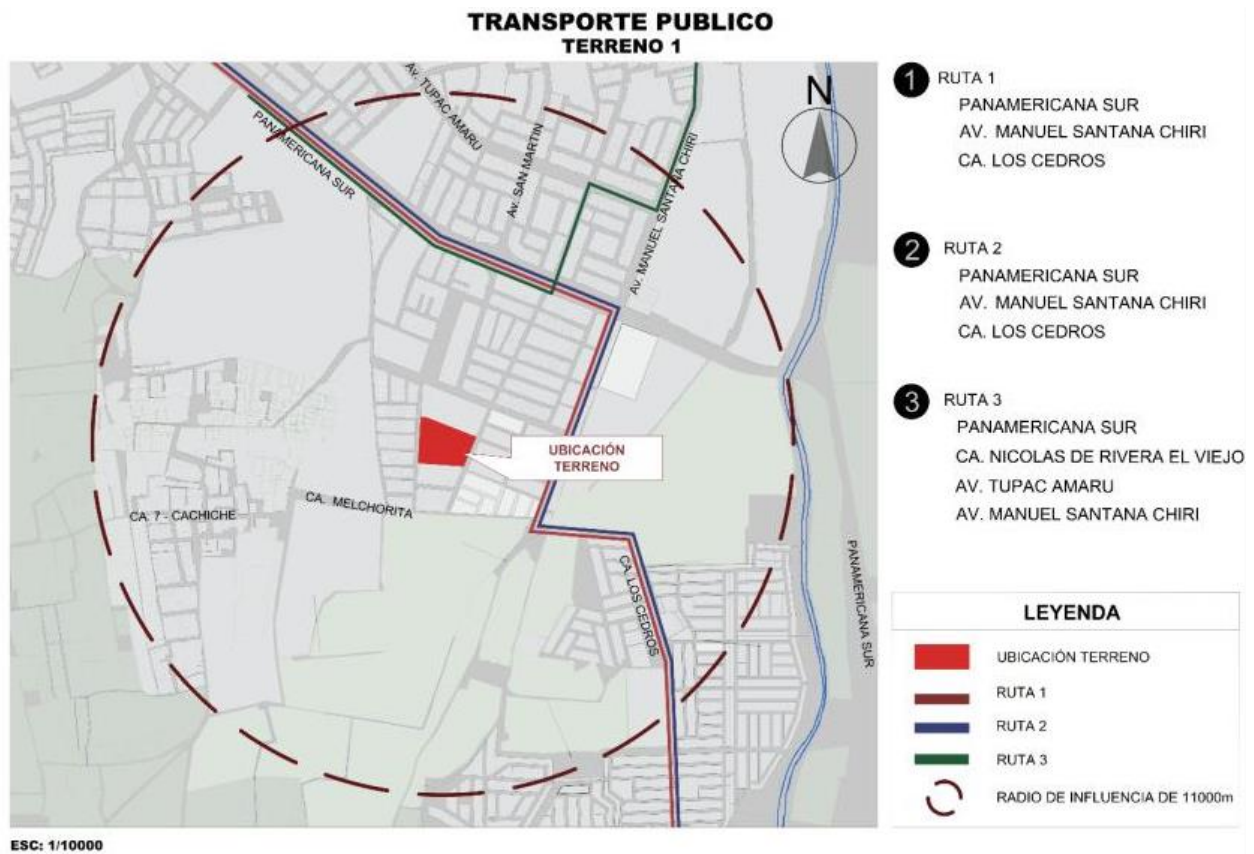 TRANSPORTE PUBLICO
TERRENO 1
N
AV. TUPAC AMARU
PANAMERICANA SUR
AV. SAN MARTIN
AV. MANUEL SANTANA CHIRI
UBICACIÓN
TERRENO
CA. MELCHORITA
CA. 7 - CACHICHE
CA. LOS CEDROS
PANAMERICANA SUR
1 RUTA 1
PANAMERICANA SUR
AV. MANUEL SANTANA CHIRI
CA. LOS CEDROS
2 RUTA 2
PANAMERICANA SUR
AV. MANUEL SANTANA CHIRI
CA. LOS CEDROS
3 RUTA 3
PANAMERICANA SUR
CA. NICOLAS DE RIVERA EL VIEJO
AV. TUPAC AMARU
AV. MANUEL SANTANA CHIRI
LEYENDA
UBICACIÓN TERRENO
RUTA 1
RUTA 2
RUTA 3
RADIO DE INFLUENCIA DE 11000m
ESC: 1/10000